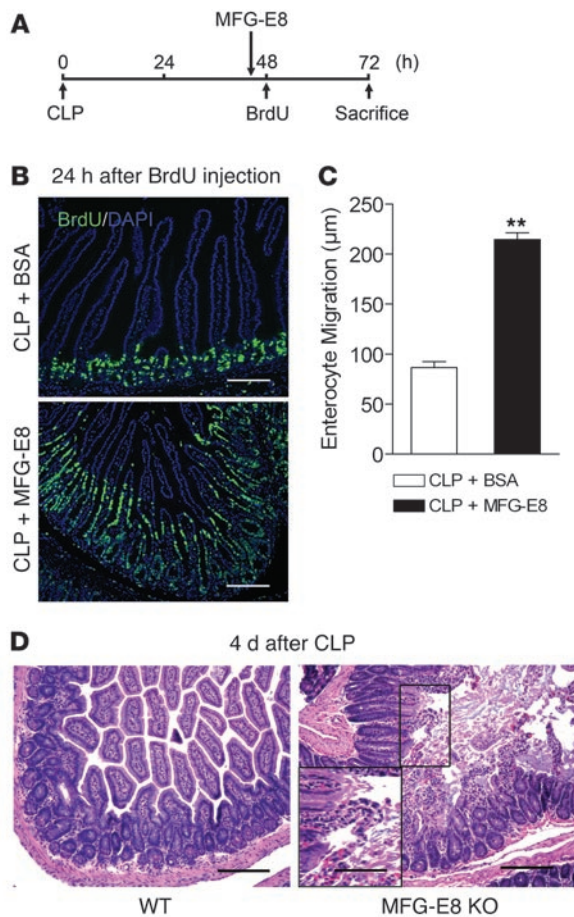 A
MFG-E8
0 24 48 72 (h)
CLP BrdU Sacrifice
B 24 h after BrdU injection
BrdU/DAPI
CLP + BSA
CLP + MFG-E8
C
Enterocyte Migration (µm)
250
200
150
100
50
0
**
CLP + BSA
CLP + MFG-E8
D 4 d after CLP
WT MFG-E8 KO